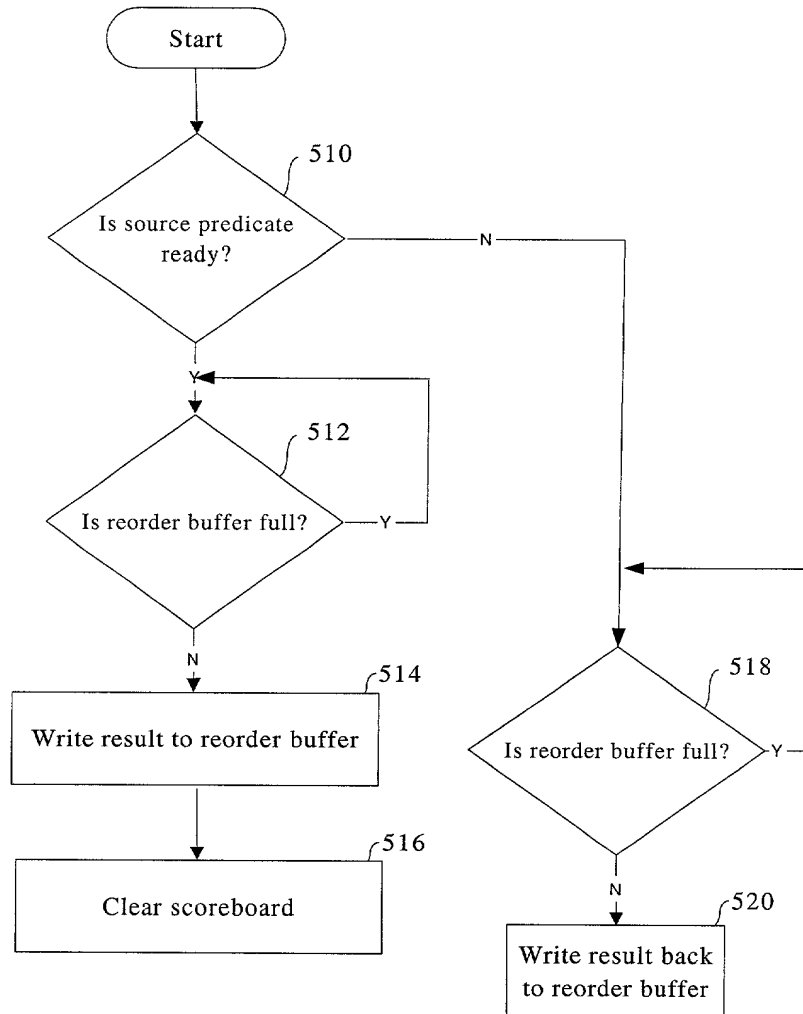 Start
510
Is source predicate
ready?
N
Y
512
Is reorder buffer full?
Y
N
514
Write result to reorder buffer
516
Clear scoreboard
518
Is reorder buffer full?
Y
N
520
Write result back
to reorder buffer